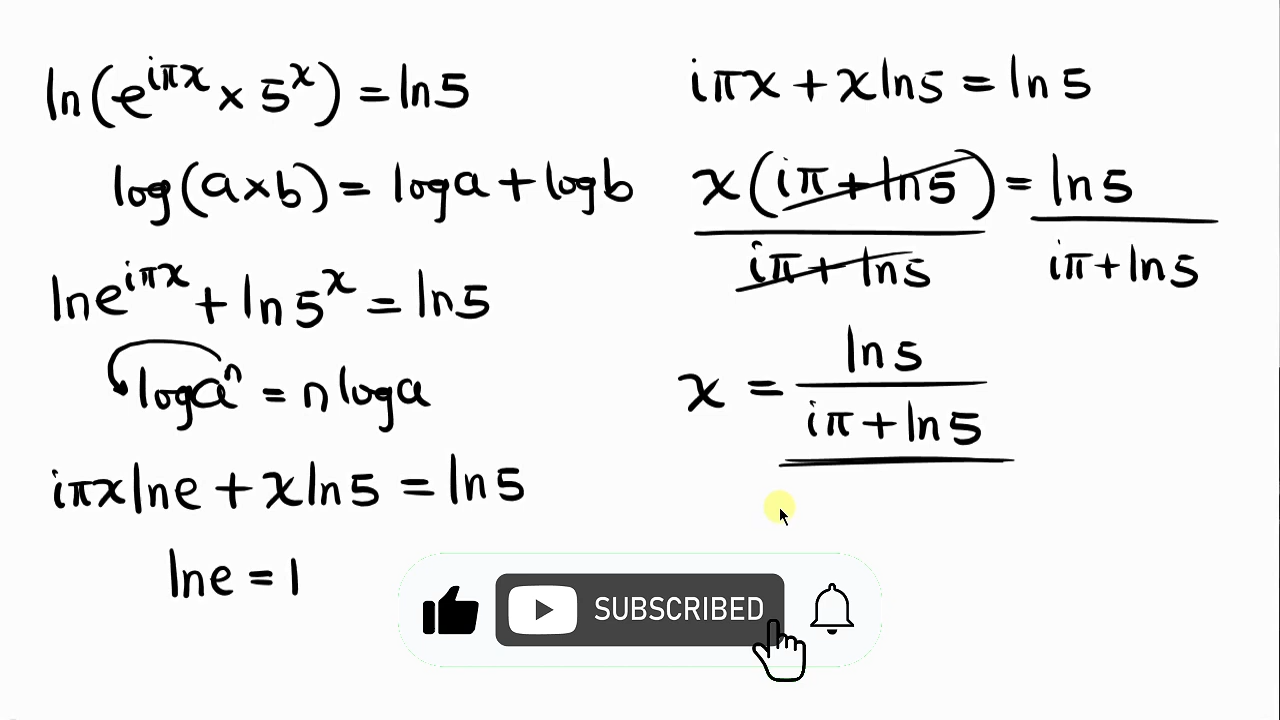 ln(e^{iπx} × 5^x) = ln5
log(a×b) = loga + logb
lne^{iπx} + ln5^x = ln5
loga^n = nloga
iπxlne + xln5 = ln5
lne = 1
iπx + xln5 = ln5
x(iπ + ln5) = ln5
iπ + ln5 iπ + ln5
x = ln5
iπ + ln5
SUBSCRIBED